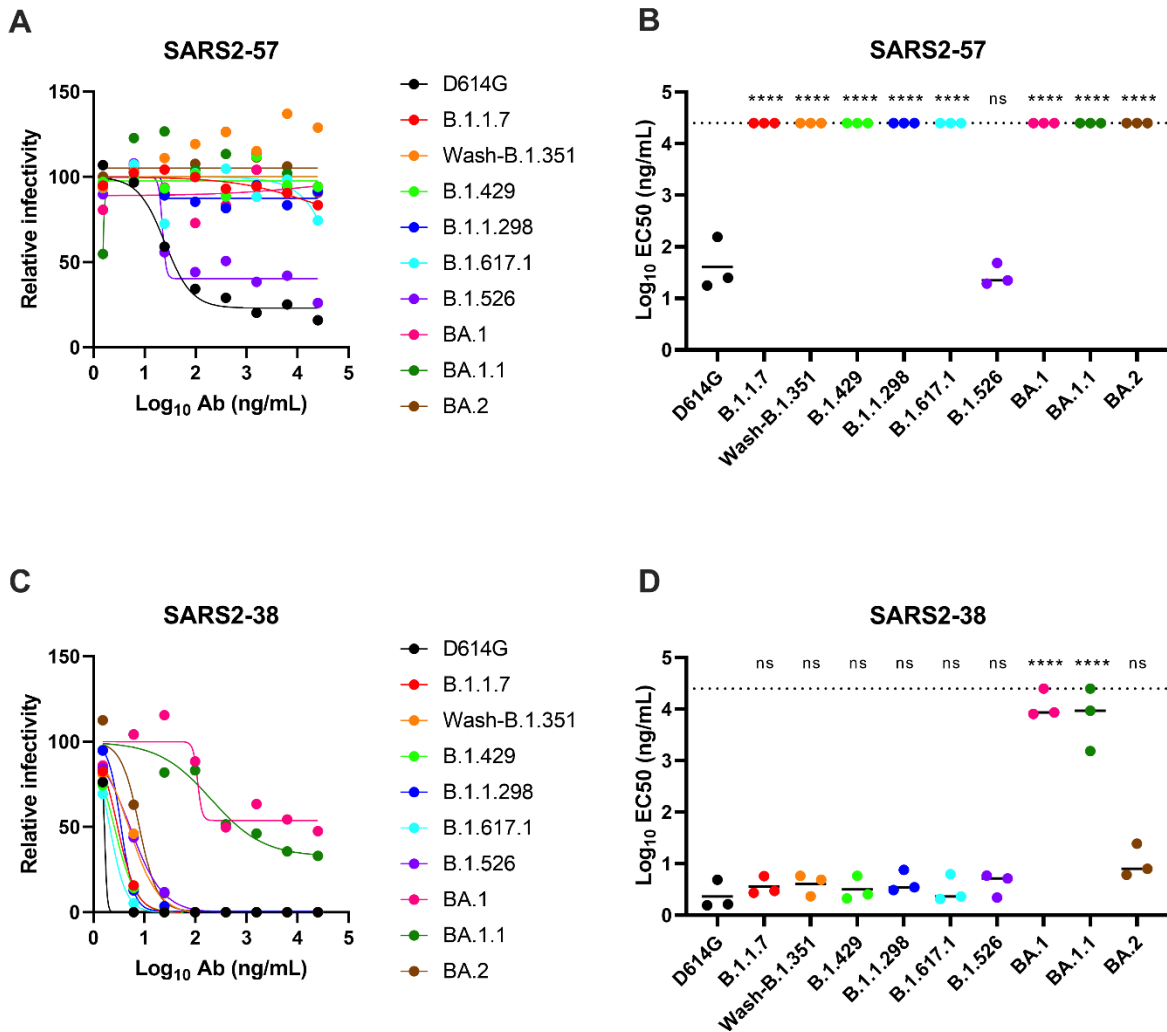 A
SARS2-57
Relative infectivity
150
100
50
0
0 1 2 3 4 5
Log10 Ab (ng/mL)
D614G
B.1.1.7
Wash-B.1.351
B.1.429
B.1.1.298
B.1.617.1
B.1.526
BA.1
BA.1.1
BA.2
B
SARS2-57
**** **** **** **** **** ns **** **** ****
Log10 EC50 (ng/mL)
5
4
3
2
1
0
D614G
B.1.1.7
Wash-B.1.351
B.1.429
B.1.1.298
B.1.617.1
B.1.526
BA.1
BA.1.1
BA.2
C
SARS2-38
Relative infectivity
150
100
50
0
0 1 2 3 4 5
Log10 Ab (ng/mL)
D614G
B.1.1.7
Wash-B.1.351
B.1.429
B.1.1.298
B.1.617.1
B.1.526
BA.1
BA.1.1
BA.2
D
SARS2-38
ns ns ns ns ns ns **** **** ns
Log10 EC50 (ng/mL)
5
4
3
2
1
0
D614G
B.1.1.7
Wash-B.1.351
B.1.429
B.1.1.298
B.1.617.1
B.1.526
BA.1
BA.1.1
BA.2